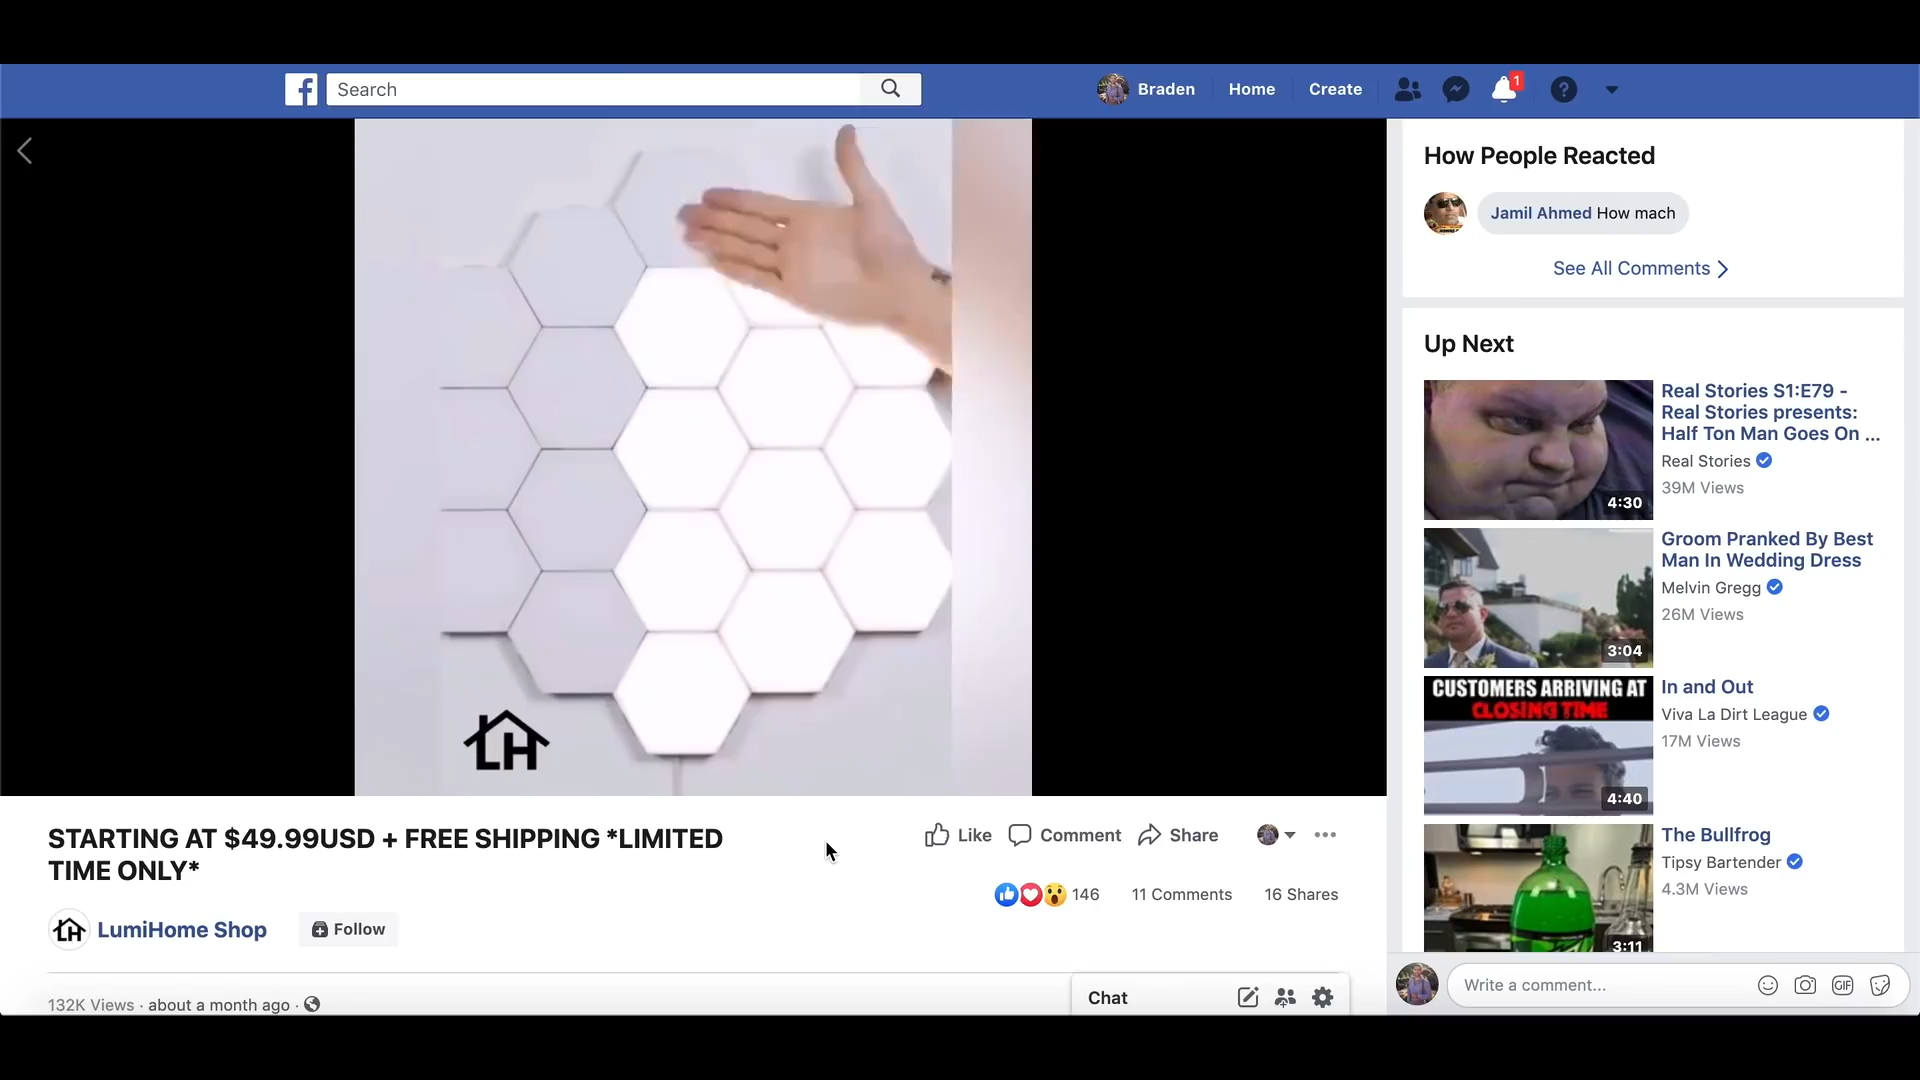 Search
Braden
Home
Create
1
How People Reacted
Jamil Ahmed How mach
See All Comments
Up Next
Real Stories S1:E79 -
Real Stories presents:
Half Ton Man Goes On ...
Real Stories
39M Views
4:30
Groom Pranked By Best
Man In Wedding Dress
Melvin Gregg
26M Views
3:04
CUSTOMERS ARRIVING AT
CLOSING TIME
In and Out
Viva La Dirt League
17M Views
4:40
The Bullfrog
Tipsy Bartender
4.3M Views
3:11
LH
STARTING AT $49.99USD + FREE SHIPPING *LIMITED
TIME ONLY*
Like
Comment
Share
146
11 Comments
16 Shares
LH
LumiHome Shop
Follow
132K Views · about a month ago ·
Chat
Write a comment...
GIF